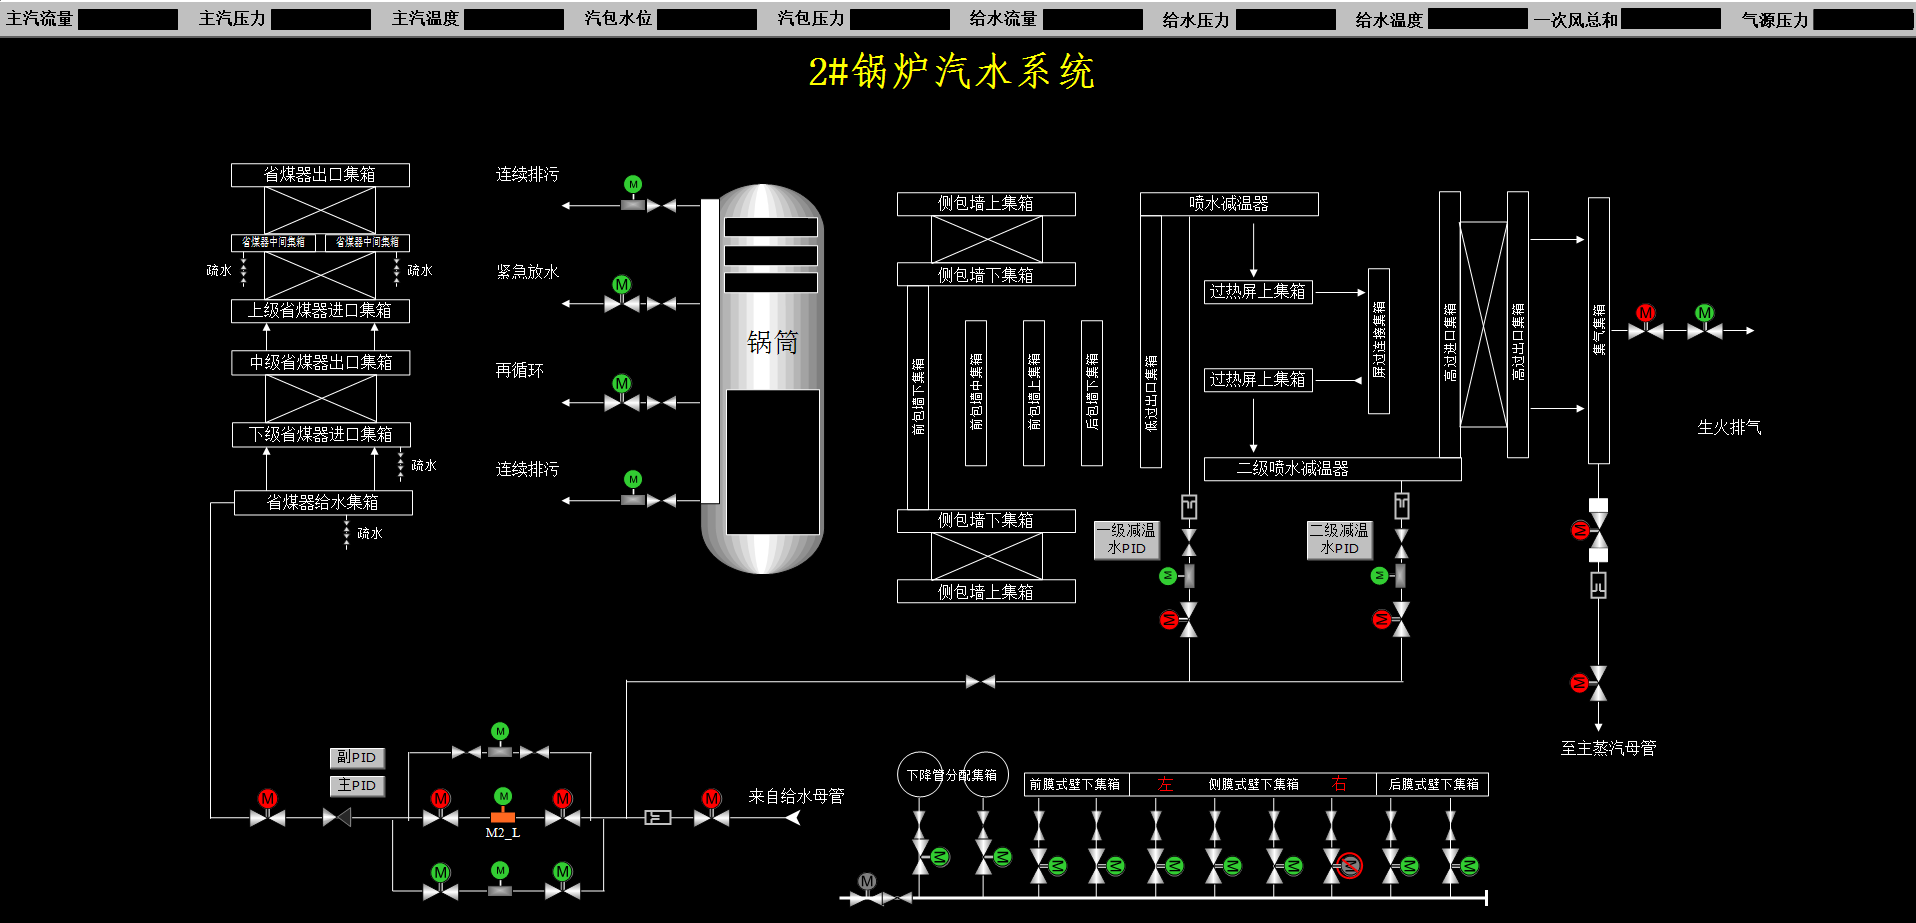 主汽流量 主汽压力 主汽温度 汽包水位 汽包压力 给水流量 给水压力 给水温度 一次风总和 气源压力
2#锅炉汽水系统
省煤器出口集箱
省煤器中间集箱 省煤器中间集箱
疏水 疏水
上级省煤器进口集箱
中级省煤器出口集箱
下级省煤器进口集箱
疏水
省煤器给水集箱
疏水
连续排污
M
紧急放水
M
再循环
M
连续排污
M
锅筒
侧包墙上集箱
侧包墙下集箱
前包墙下集箱
前包墙中集箱
前包墙上集箱
后包墙下集箱
侧包墙下集箱
侧包墙上集箱
低过出口集箱
喷水减温器
过热屏上集箱
过热屏上集箱
屏过连接集箱
二级喷水减温器
高过进口集箱
高过出口集箱
集气集箱
M M
生火排气
一级减温
水PID
二级减温
水PID
M M
M M
M
M
至主蒸汽母管
副PID
主PID
M
M M M M M
M2_L
M M M
来自给水母管
下降管分配集箱
前膜式壁下集箱 左 侧膜式壁下集箱 右 后膜式壁下集箱
M M M M M M M M M M
M